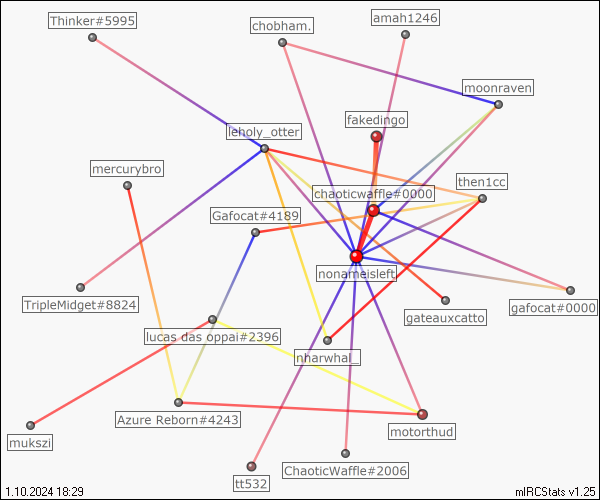 Thinker#5995
chobham.
amah1246
moonraven
fakedingo
leholy_otter
mercurybro
then1cc
chaoticwaffle#0000
Gafocat#4189
nonameisleft
TripleMidget#8824
gafocat#0000
gateauxcatto
lucas das oppai#2396
nharwhal_
Azure Reborn#4243
motorthud
mukszi
ChaoticWaffle#2006
tt532
1.10.2024 18:29
mIRCStats v1.25